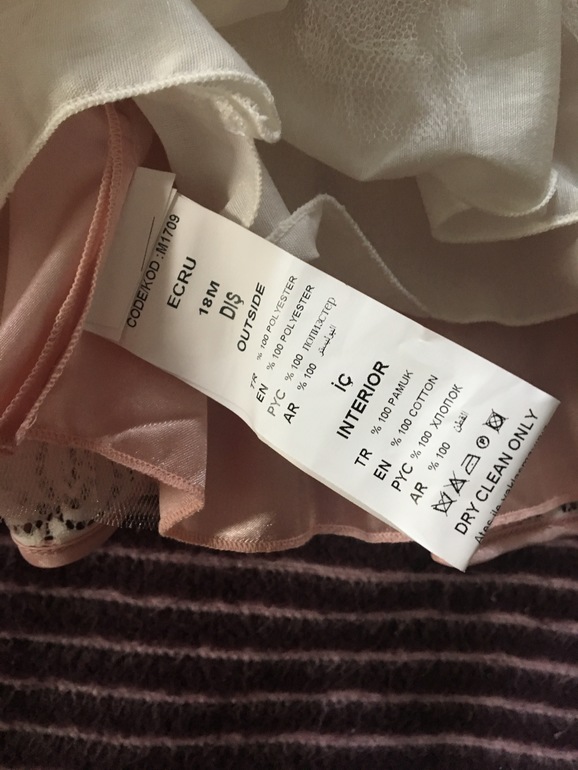 CODE/KOD :M1709
ECRU
18M
DIŞ
OUTSIDE
TR % 100 POLYESTER
EN % 100 POLYESTER
PYC % 100 полиэстер
AR % 100
İÇ
INTERIOR
TR % 100 PAMUK
EN % 100 COTTON
PYC % 100 ХЛОПОК
AR % 100 القطن
DRY CLEAN ONLY